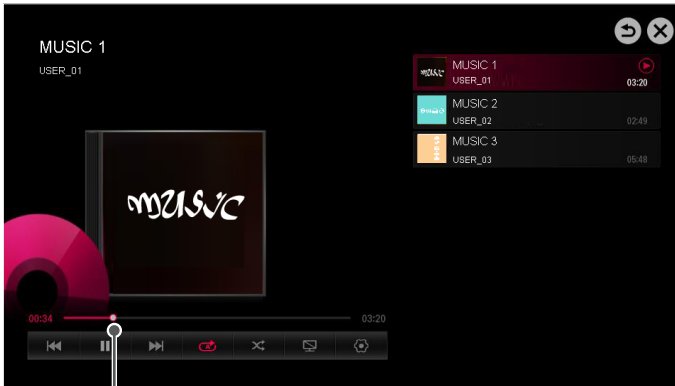 MUSIC 1
USER_01
MUSIC
00:34
03:20
MUSIC 1
USER_01
03:20
MUSIC 2
USER_02
02:49
MUSIC 3
USER_03
05:48